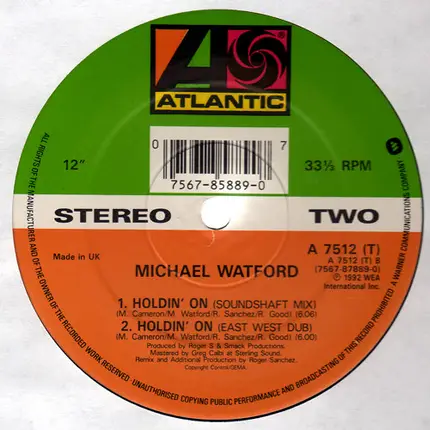 ATLANTIC
0 7
7567-85889-0
12"
33⅓ RPM
STEREO TWO
Made in UK
A 7512 (T)
A 7512 (T) B
(7567-87889-0)
℗ 1992 WEA
International Inc.
MICHAEL WATFORD
1. HOLDIN' ON (SOUNDSHAFT MIX)
(M. Cameron/M. Watford/R. Sanchez/R. Good) (6.06)
2. HOLDIN' ON (EAST WEST DUB)
(M. Cameron/M. Watford/R. Sanchez/R. Good) (6.00)
Produced by Roger S & Smack Productions.
Mastered by Greg Calbi at Sterling Sound.
Remix and Additional Production by Roger Sanchez.
Copyright Control/GEMA.
ALL RIGHTS OF THE MANUFACTURER AND OF THE OWNER OF THE RECORDED WORK RESERVED. UNAUTHORISED COPYING PUBLIC PERFORMANCE AND BROADCASTING OF THIS RECORD PROHIBITED.
A WARNER COMMUNICATIONS COMPANY